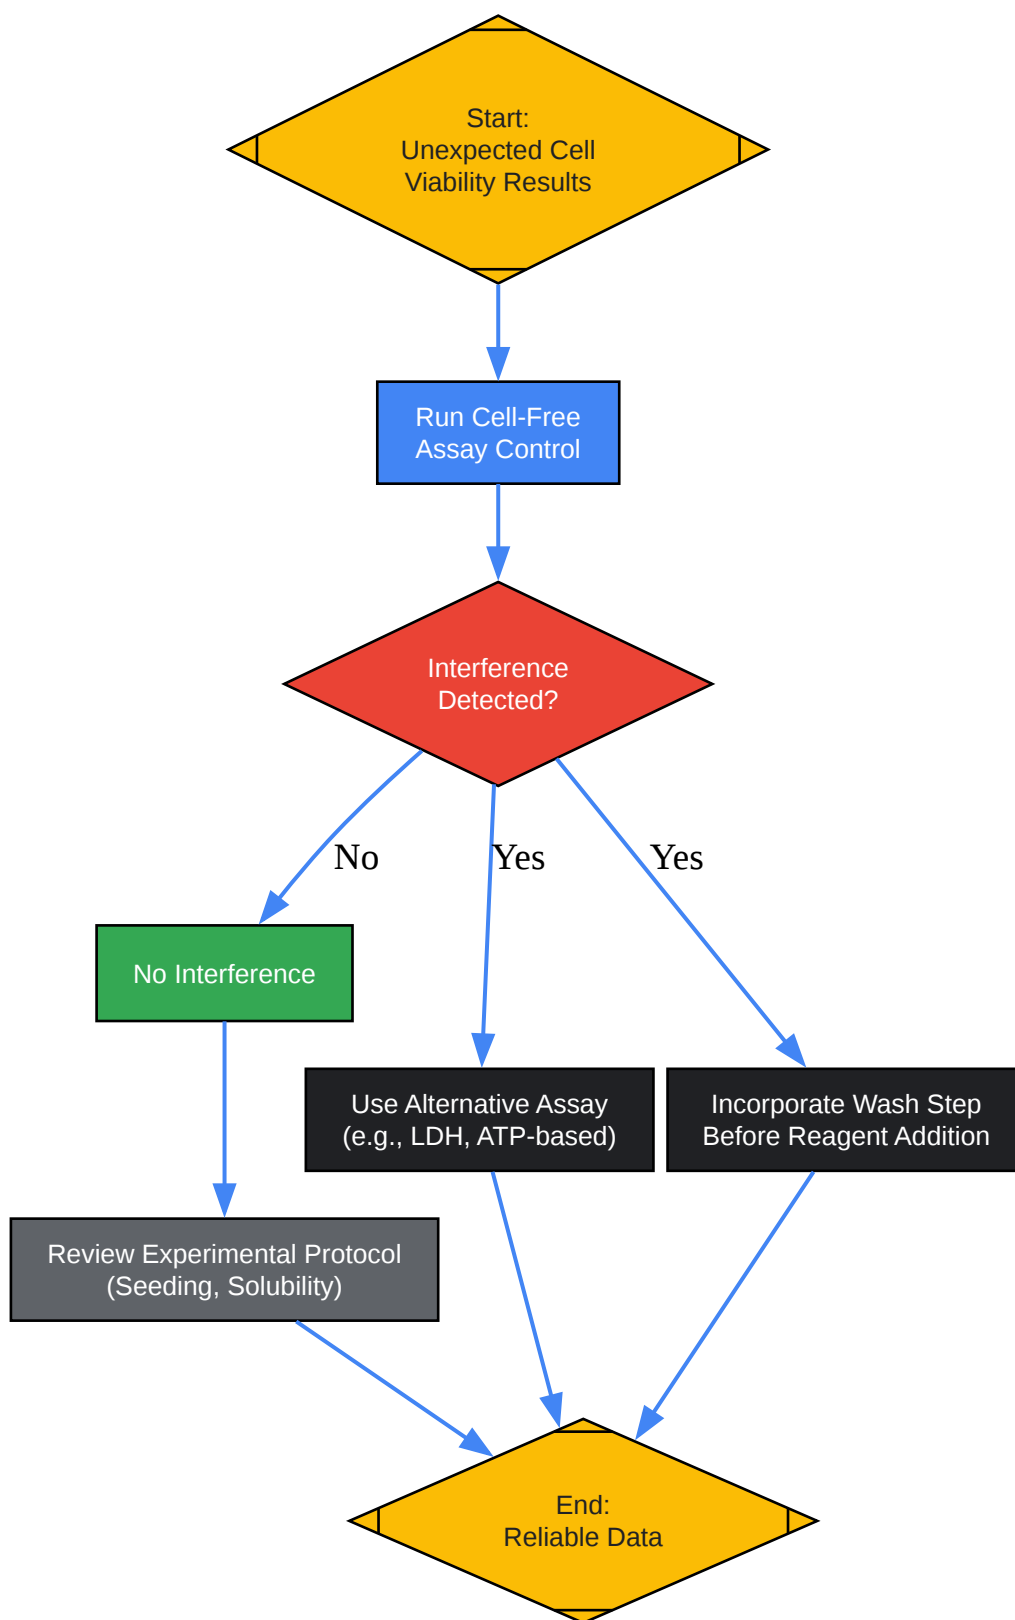 Start:
Unexpected Cell
Viability Results
Run Cell-Free
Assay Control
Interference
Detected?
No
Yes
Yes
No Interference
Use Alternative Assay
(e.g., LDH, ATP-based)
Incorporate Wash Step
Before Reagent Addition
Review Experimental Protocol
(Seeding, Solubility)
End:
Reliable Data